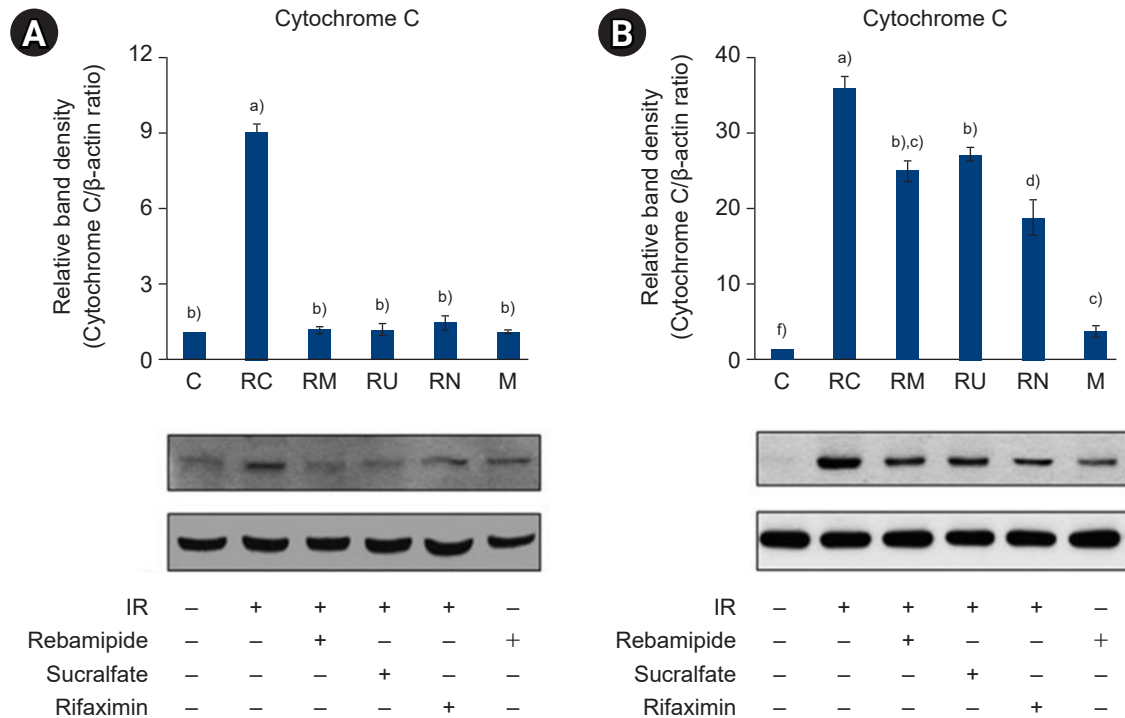 A
Cytochrome C
Relative band density
(Cytochrome C/β-actin ratio)
12
9
6
3
0
a)
b)
b)
b)
b)
b)
C RC RM RU RN M
IR – + + + + –
Rebamipide – – + – – +
Sucralfate – – – + – –
Rifaximin – – – – + –
B
Cytochrome C
Relative band density
(Cytochrome C/β-actin ratio)
40
30
20
10
0
a)
b),c)
b)
d)
c)
f)
C RC RM RU RN M
IR – + + + + –
Rebamipide – – + – – +
Sucralfate – – – + – –
Rifaximin – – – – + –